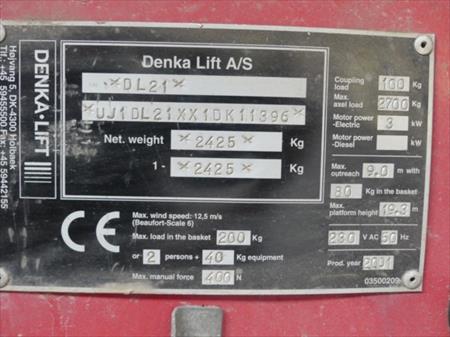 DENKA·LIFT
Højvang 5, DK-4300 Holbæk
Tlf.: +45 59455500 Fax: +45 59442155
Denka Lift A/S
*DL21*
*UJ1DL21XX1DK11396*
Net. weight *2425* Kg
1- *2425* Kg
CE
Max. wind speed: 12,5 m/s
(Beaufort-Scale 6)
Max. load in the basket 200 Kg
or 2 persons + 40 Kg equipment
Max. manual force 400 N
Coupling load 100 Kg
Max. axel load 2700 Kg
Motor power -Electric 3 kW
Motor power -Diesel kW
Max. outreach 9.0 m with
80 Kg in the basket
Max. platform height 19.3 m
230 V AC 50 Hz
Prod. year 2001
03500209